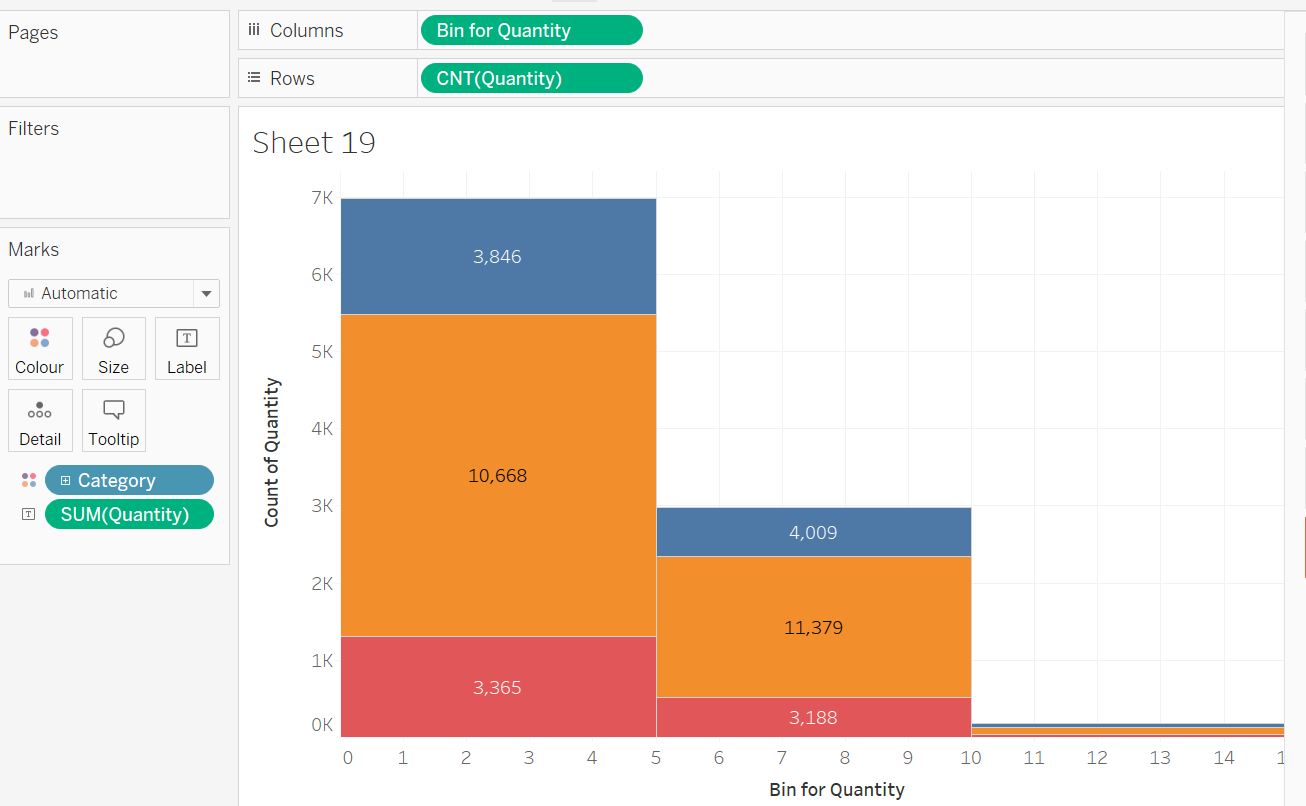 Pages
Columns
Bin for Quantity
Rows
CNT(Quantity)
Filters
Marks
Automatic
Colour
Size
Label
Detail
Tooltip
Category
SUM(Quantity)
Sheet 19
7K
6K
5K
4K
3K
2K
1K
0K
Count of Quantity
3,846
10,668
3,365
4,009
11,379
3,188
0 1 2 3 4 5 6 7 8 9 10 11 12 13 14
Bin for Quantity